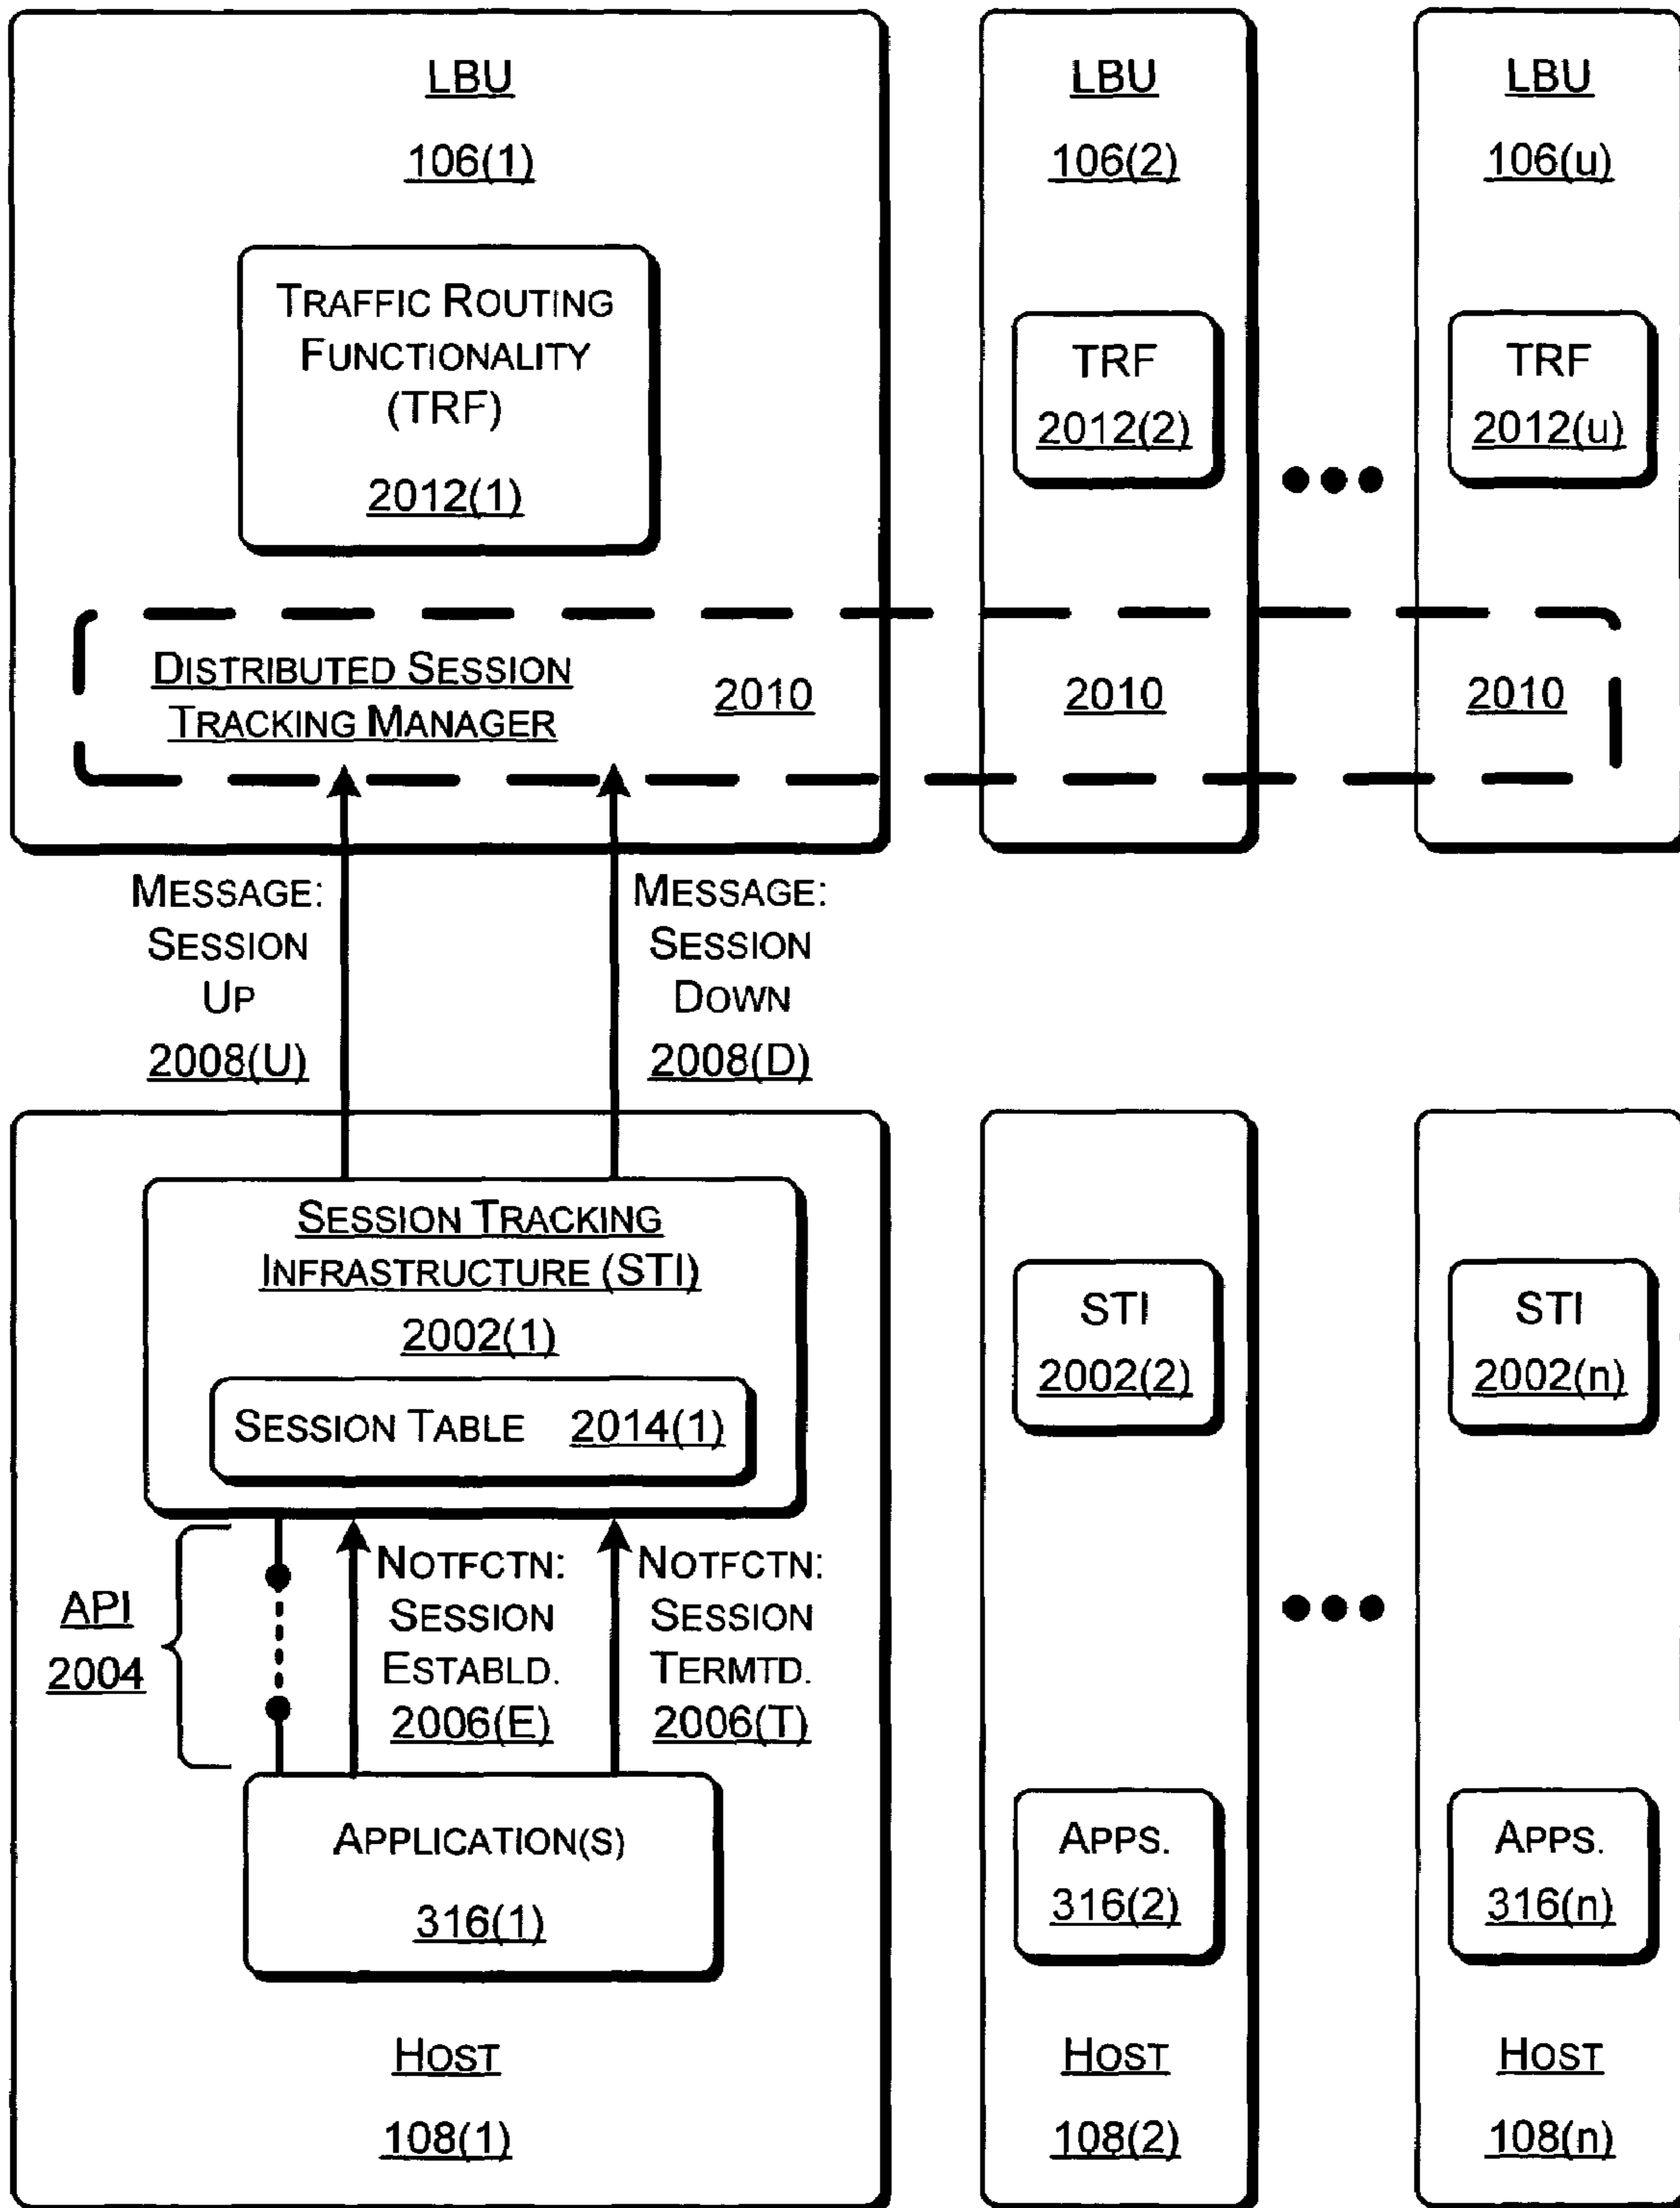 LBU
106(1)
TRAFFIC ROUTING
FUNCTIONALITY
(TRF)
2012(1)
LBU
106(2)
TRF
2012(2)
LBU
106(u)
TRF
2012(u)
DISTRIBUTED SESSION
TRACKING MANAGER
2010
2010
2010
MESSAGE:
SESSION
UP
2008(U)
MESSAGE:
SESSION
DOWN
2008(D)
SESSION TRACKING
INFRASTRUCTURE (STI)
2002(1)
SESSION TABLE 2014(1)
API
2004
NOTFCTN:
SESSION
ESTABLD.
2006(E)
NOTFCTN:
SESSION
TERMTD.
2006(T)
APPLICATION(S)
316(1)
HOST
108(1)
STI
2002(2)
APPS.
316(2)
HOST
108(2)
STI
2002(n)
APPS.
316(n)
HOST
108(n)